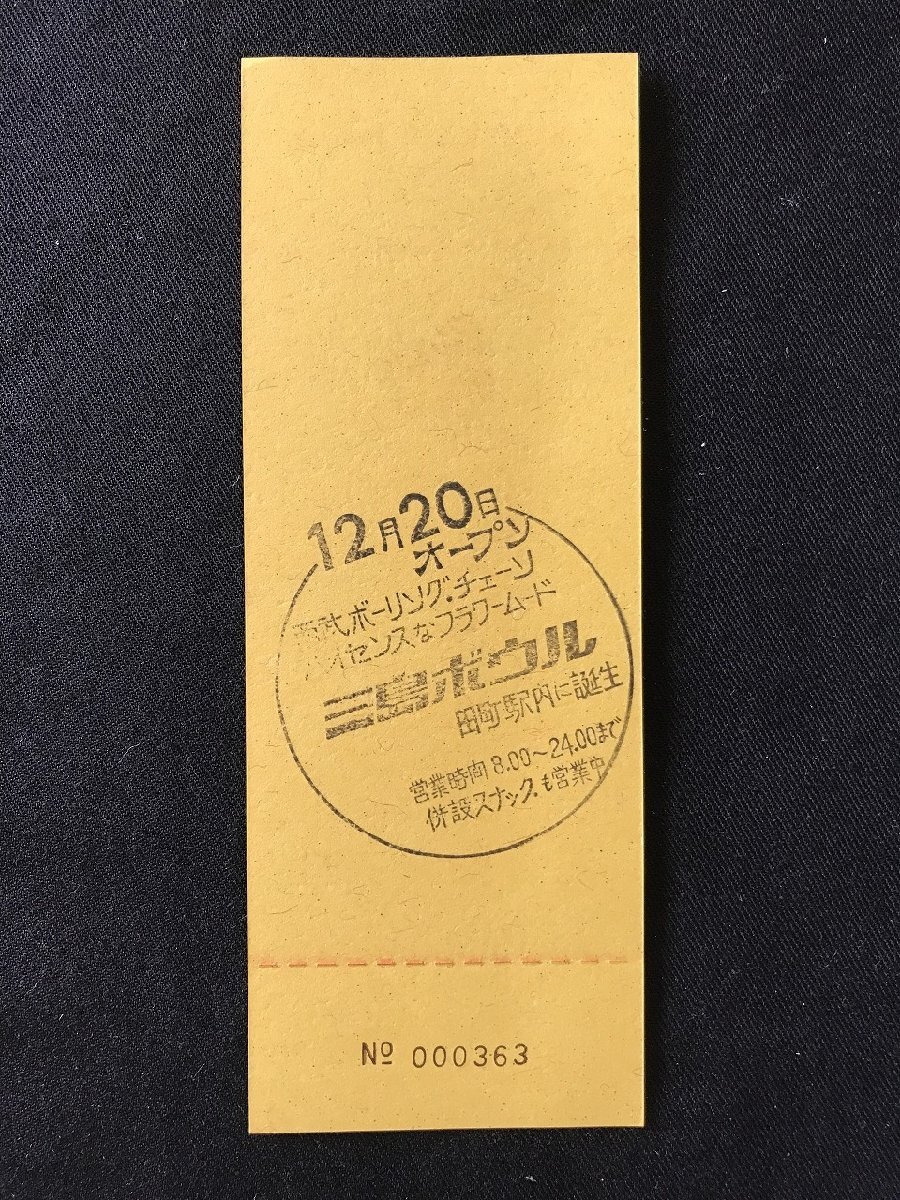 12月20日
オープン
西武ボーリング・チェーン
ハイセンスなフラワームード
三島ボウル
田町駅内に誕生
営業時間8.00〜24.00まで
併設スナック.も営業中
№ 000363